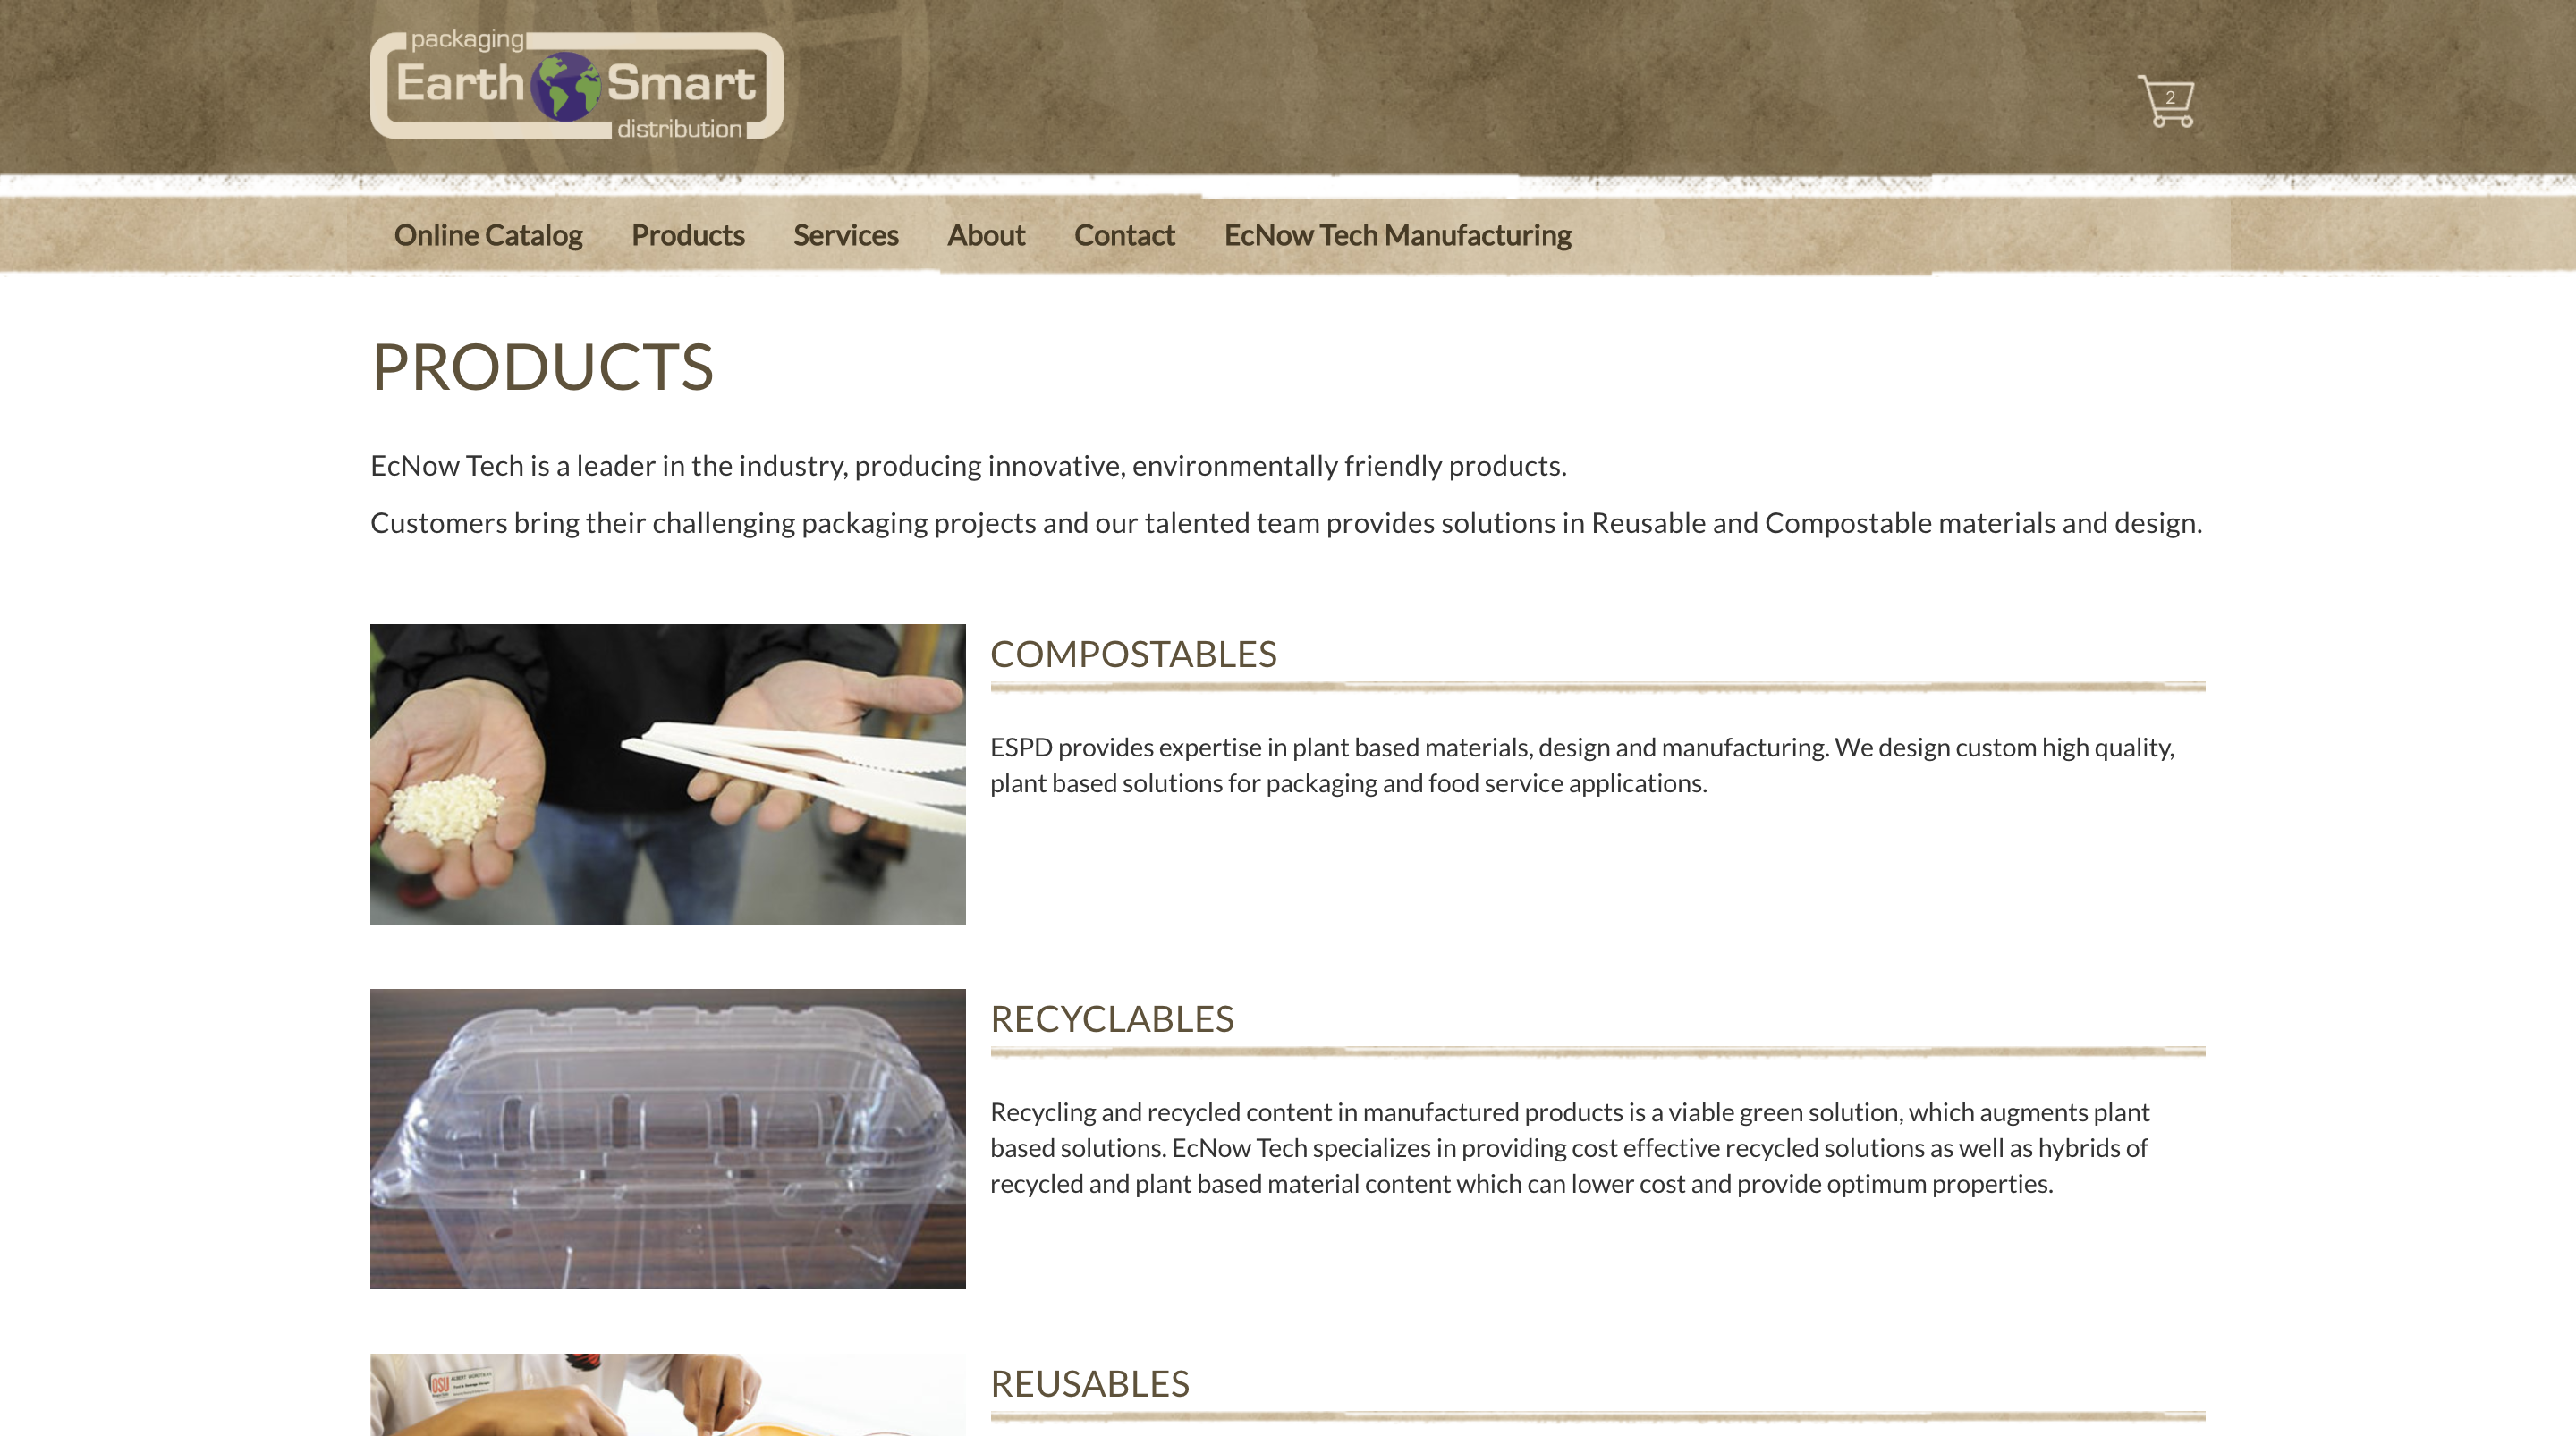 packaging
Earth Smart
distribution
2
Online Catalog Products Services About Contact EcNow Tech Manufacturing
PRODUCTS
EcNow Tech is a leader in the industry, producing innovative, environmentally friendly products.
Customers bring their challenging packaging projects and our talented team provides solutions in Reusable and Compostable materials and design.
COMPOSTABLES
ESPD provides expertise in plant based materials, design and manufacturing. We design custom high quality,
plant based solutions for packaging and food service applications.
RECYCLABLES
Recycling and recycled content in manufactured products is a viable green solution, which augments plant
based solutions. EcNow Tech specializes in providing cost effective recycled solutions as well as hybrids of
recycled and plant based material content which can lower cost and provide optimum properties.
OSU ALBERT
REUSABLES